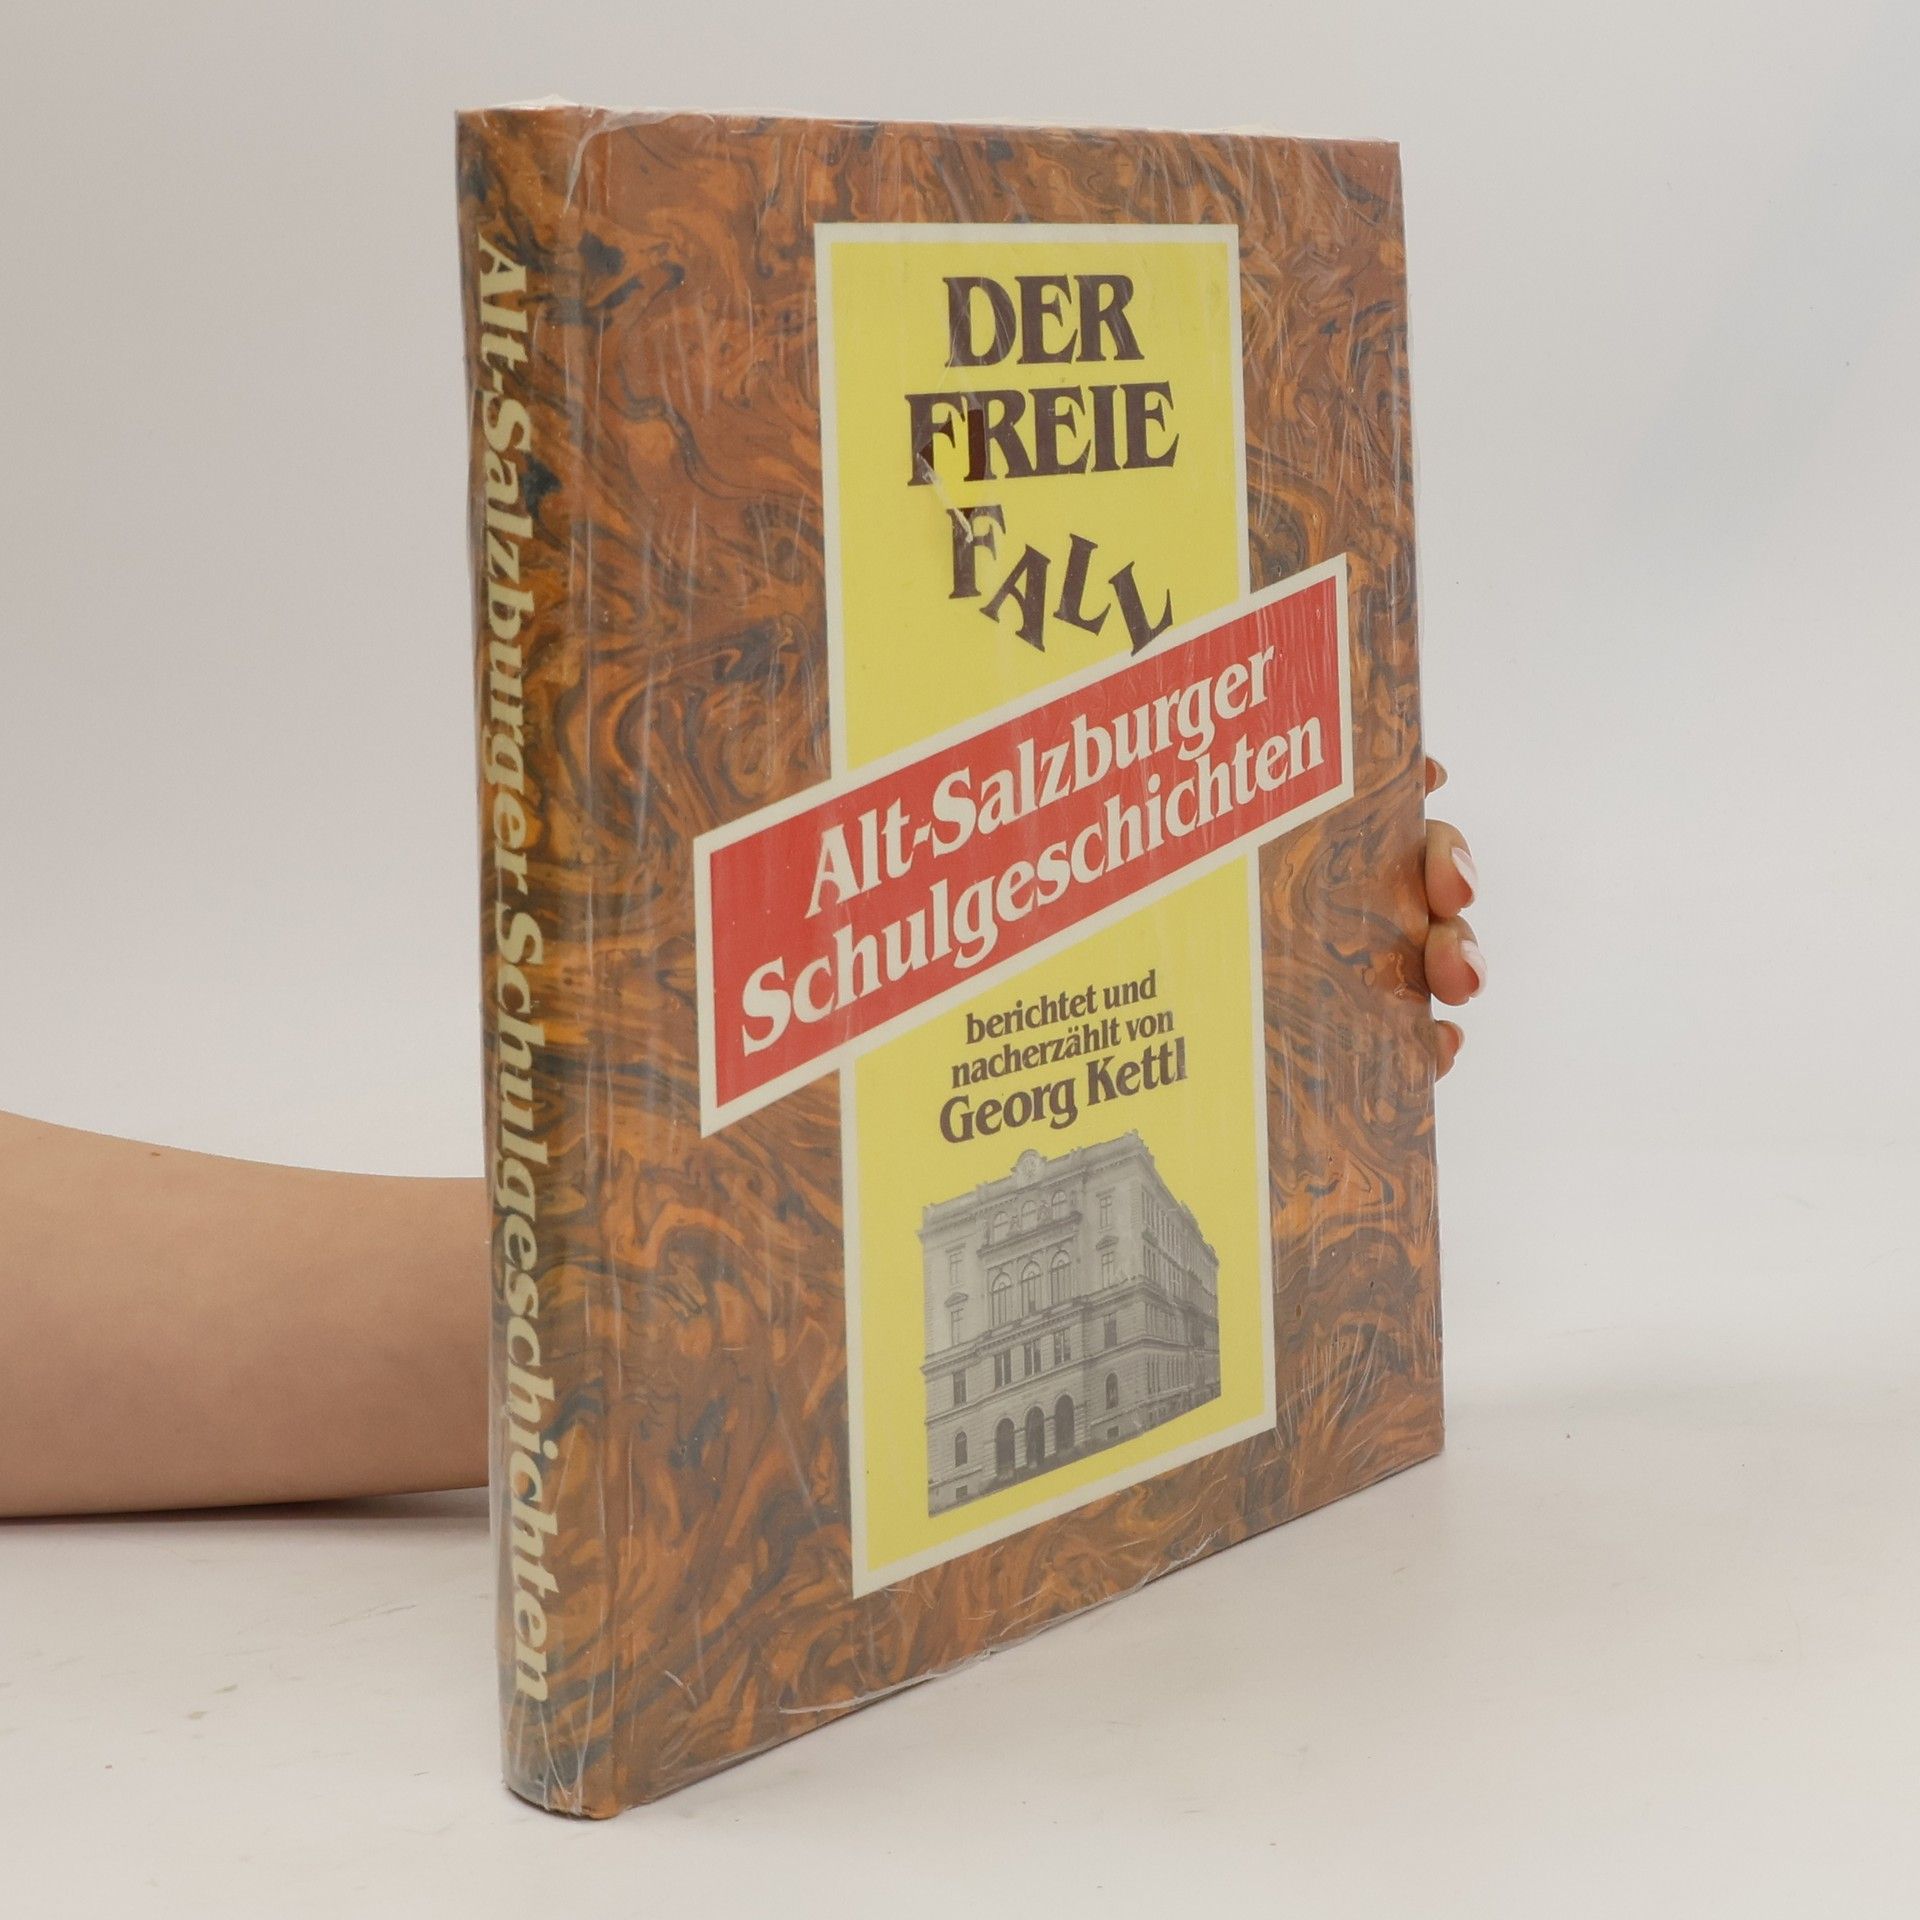 Alt-Salzburger Schulgeschichten
DER
FREIE
FALL
Alt-Salzburger
Schulgeschichten
berichtet und
nacherzählt von
Georg Kettl